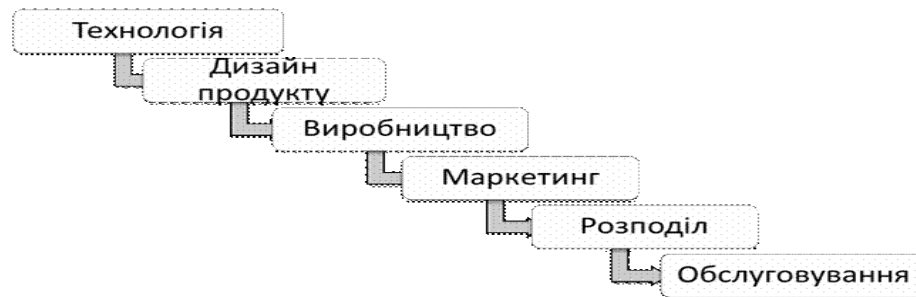 Технологія
Дизайн
продукту
Виробництво
Маркетинг
Розподіл
Обслуговування